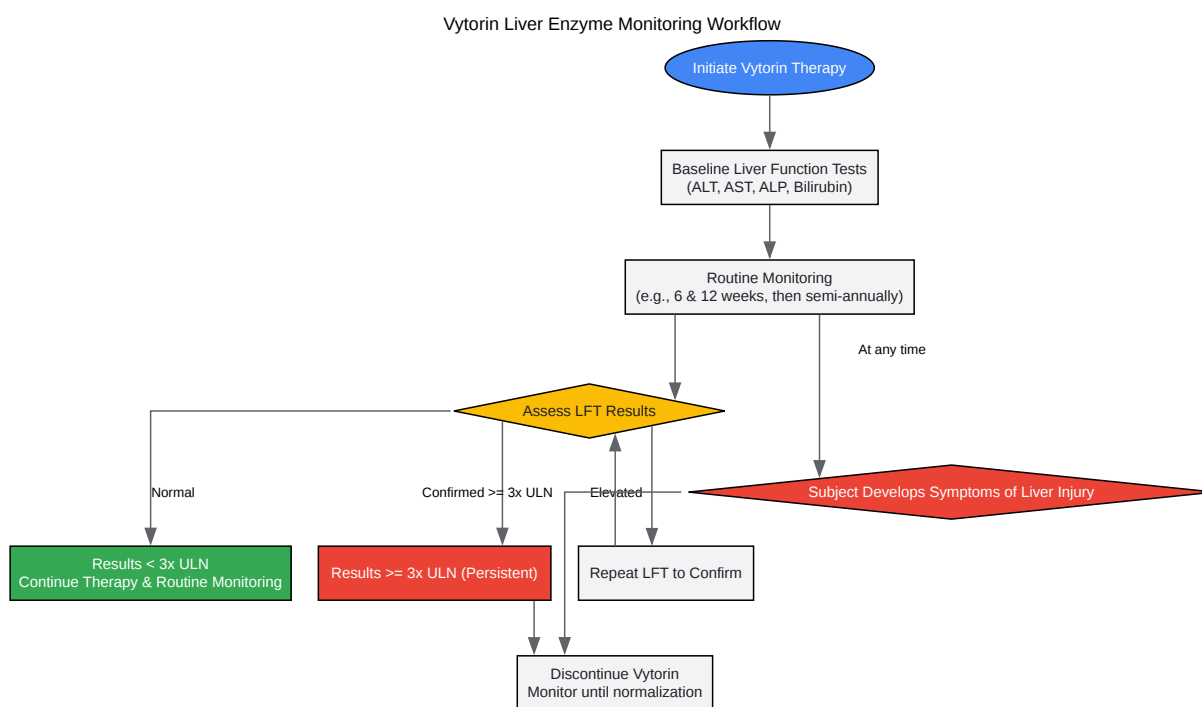 Vytorin Liver Enzyme Monitoring Workflow
Initiate Vytorin Therapy
Baseline Liver Function Tests
(ALT, AST, ALP, Bilirubin)
Routine Monitoring
(e.g., 6 & 12 weeks, then semi-annually)
At any time
Assess LFT Results
Normal
Confirmed >= 3x ULN
Elevated
Subject Develops Symptoms of Liver Injury
Results < 3x ULN
Continue Therapy & Routine Monitoring
Results >= 3x ULN (Persistent)
Repeat LFT to Confirm
Discontinue Vytorin
Monitor until normalization